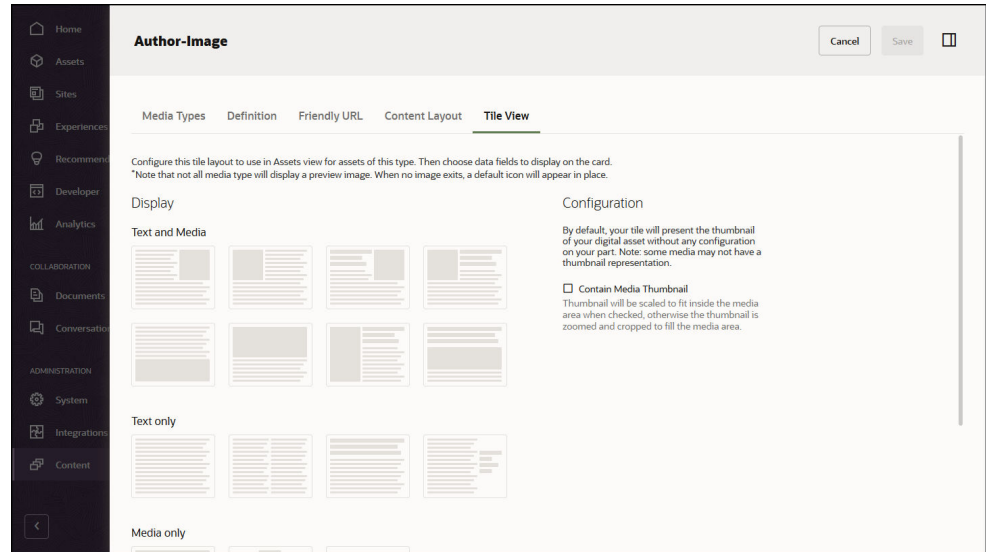 Home
Assets
Sites
Experiences
Recommend
Developer
Analytics
COLLABORATION
Documents
Conversation
ADMINISTRATION
System
Integrations
Content
Author-Image
Cancel
Save
Media Types
Definition
Friendly URL
Content Layout
Tile View
Configure this tile layout to use in Assets view for assets of this type. Then choose data fields to display on the card.
*Note that not all media type will display a preview image. When no image exits, a default icon will appear in place.
Display
Text and Media
Text only
Media only
Configuration
By default, your tile will present the thumbnail
of your digital asset without any configuration
on your part. Note: some media may not have a
thumbnail representation.
Contain Media Thumbnail
Thumbnail will be scaled to fit inside the media
area when checked, otherwise the thumbnail is
zoomed and cropped to fill the media area.